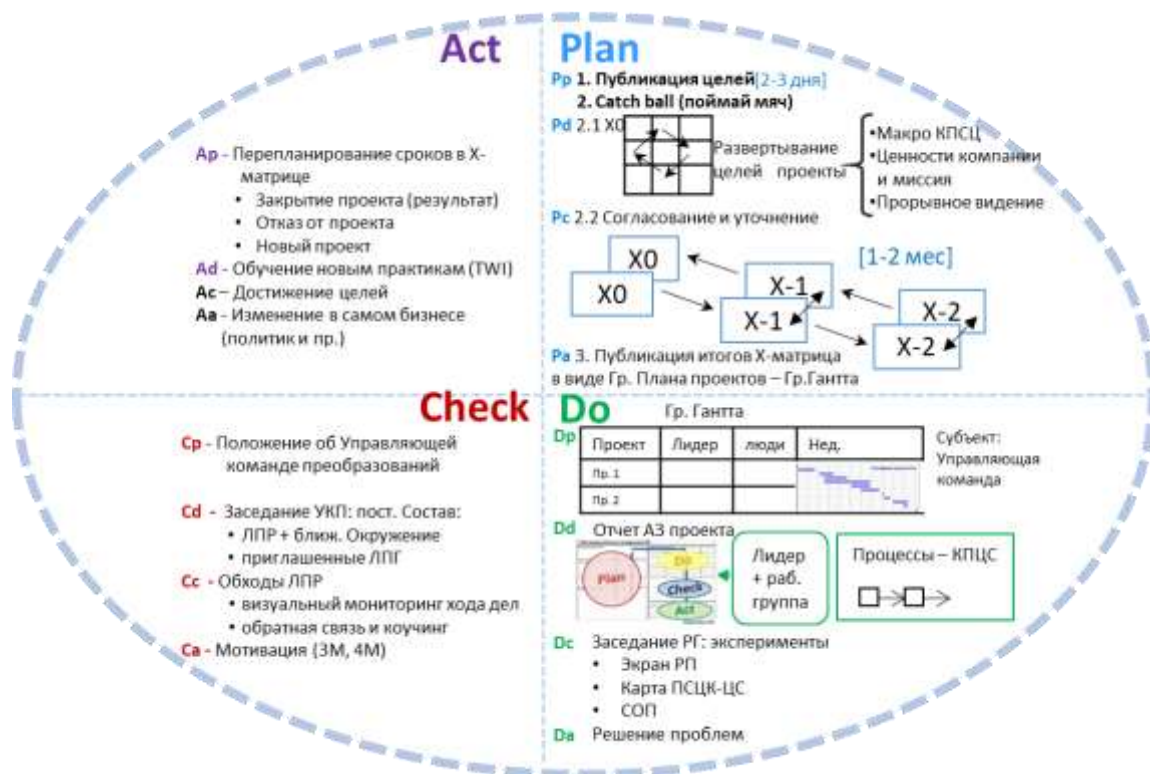 Act
Plan
Pp 1. Публикация целей[2-3 дня]
2. Catch ball (поймай мяч)
Pd 2.1 X0
Развертывание
целей проекты
•Макро КПСЦ
•Ценности компании
и миссия
•Прорывное видение
Pc 2.2 Согласование и уточнение
[1-2 мес]
X0
X0
X-1
X-1
X-2
X-2
Pa 3. Публикация итогов X-матрица
в виде Гр. Плана проектов – Гр.Гантта
Ap - Перепланирование сроков в X-
матрице
• Закрытие проекта (результат)
• Отказ от проекта
• Новый проект
Ad - Обучение новым практикам (TWI)
Ac – Достижение целей
Aa - Изменение в самом бизнесе
(политик и пр.)
Check
Cp - Положение об Управляющей
команде преобразований
Cd - Заседание УКП: пост. Состав:
• ЛПР + ближ. Окружение
• приглашенные ЛПГ
Cc - Обходы ЛПР
• визуальный мониторинг хода дел
• обратная связь и коучинг
Ca - Мотивация (3М, 4М)
Do
Гр. Гантта
Dp
Проект Лидер люди Нед.
Пр. 1
Пр. 2
Субъект:
Управляющая
команда
Dd Отчет А3 проекта
Plan
Do
Check
Act
Лидер
+ раб.
группа
Процессы – КПЦС
Dc Заседание РГ: эксперименты
• Экран РП
• Карта ПСЦК-ЦС
• СОП
Da Решение проблем